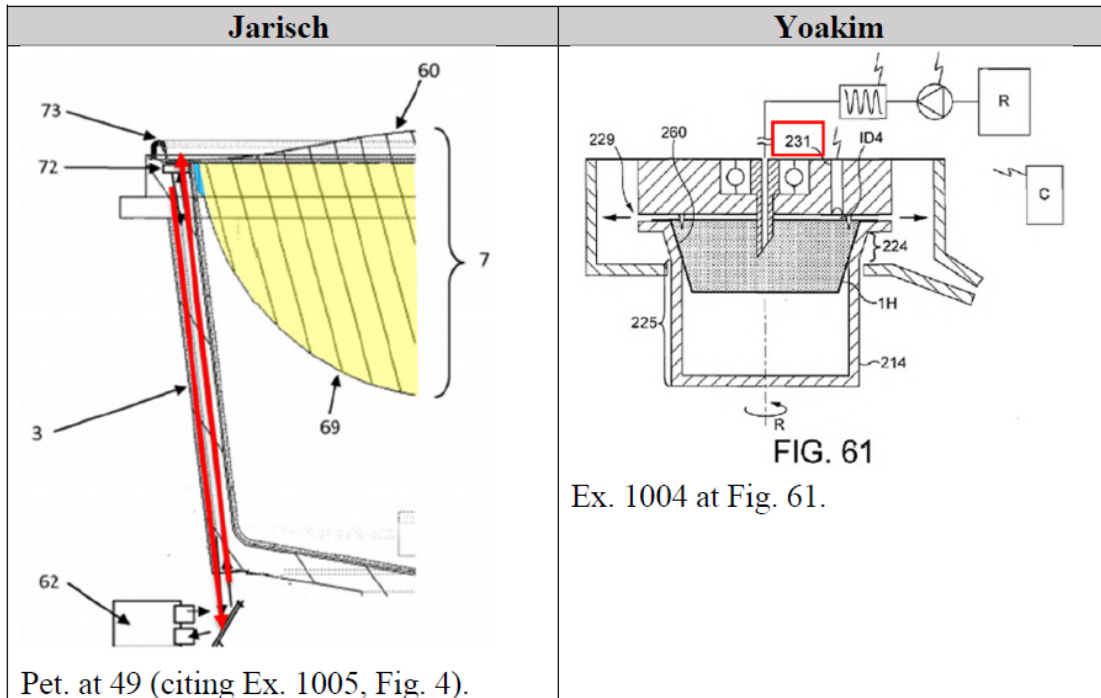 Jarisch
Yoakim
60
73
72
7
3
69
62
Pet. at 49 (citing Ex. 1005, Fig. 4).
R
231
ID4
229
260
C
224
1H
225
214
R
FIG. 61
Ex. 1004 at Fig. 61.